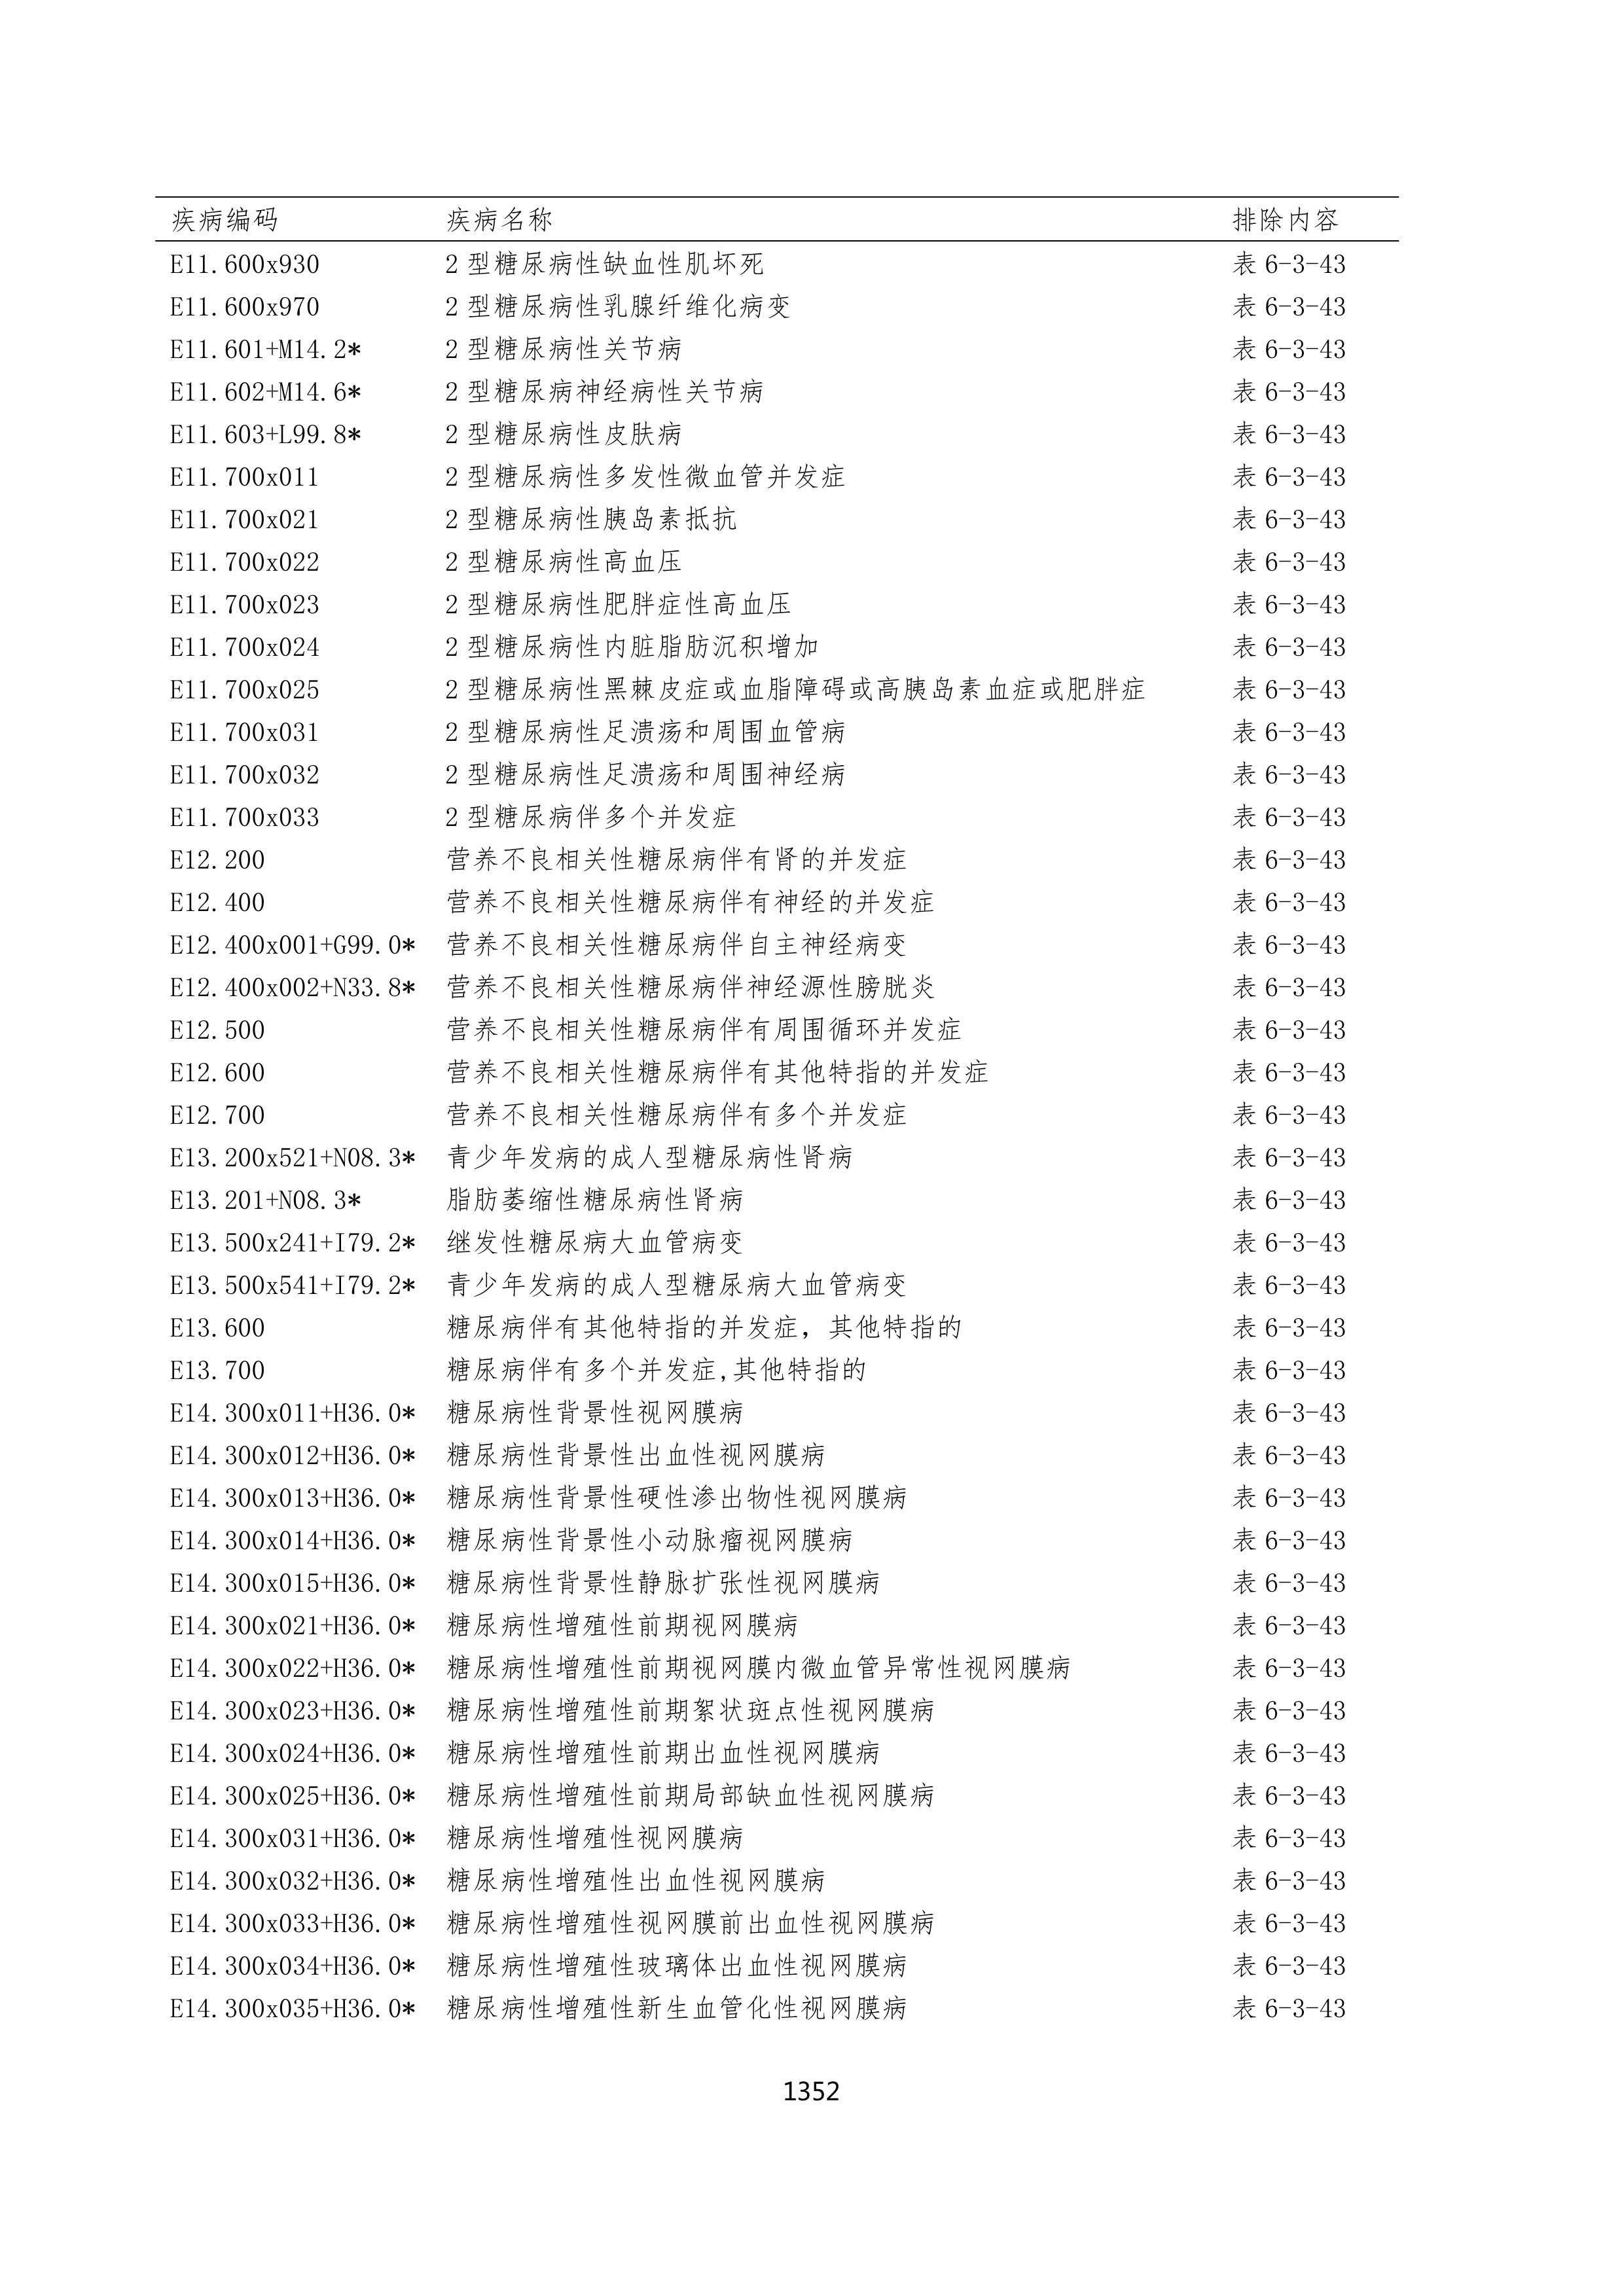 疾病编码 疾病名称 排除内容
E11.600x930 2型糖尿病性缺血性肌坏死 表 6-3-43
E11.600x970 2型糖尿病性乳腺纤维化病变 表 6-3-43
E11.601+M14.2* 2型糖尿病性关节病 表 6-3-43
E11.602+M14.6* 2型糖尿病神经病性关节病 表 6-3-43
E11.603+L99.8* 2型糖尿病性皮肤病 表 6-3-43
E11.700x011 2型糖尿病性多发性微血管并发症 表 6-3-43
E11.700x021 2型糖尿病性胰岛素抵抗 表 6-3-43
E11.700x022 2型糖尿病性高血压 表 6-3-43
E11.700x023 2型糖尿病性肥胖症性高血压 表 6-3-43
E11.700x024 2型糖尿病性内脏脂肪沉积增加 表 6-3-43
E11.700x025 2型糖尿病性黑棘皮症或血脂障碍或高胰岛素血症或肥胖症 表 6-3-43
E11.700x031 2型糖尿病性足溃疡和周围血管病 表 6-3-43
E11.700x032 2型糖尿病性足溃疡和周围神经病 表 6-3-43
E11.700x033 2型糖尿病伴多个并发症 表 6-3-43
E12.200 营养不良相关性糖尿病伴有肾的并发症 表 6-3-43
E12.400 营养不良相关性糖尿病伴有神经的并发症 表 6-3-43
E12.400x001+G99.0* 营养不良相关性糖尿病伴自主神经病变 表 6-3-43
E12.400x002+N33.8* 营养不良相关性糖尿病伴神经源性膀胱炎 表 6-3-43
E12.500 营养不良相关性糖尿病伴有周围循环并发症 表 6-3-43
E12.600 营养不良相关性糖尿病伴有其他特指的并发症 表 6-3-43
E12.700 营养不良相关性糖尿病伴有多个并发症 表 6-3-43
E13.200x521+N08.3* 青少年发病的成人型糖尿病性肾病 表 6-3-43
E13.201+N08.3* 脂肪萎缩性糖尿病性肾病 表 6-3-43
E13.500x241+I79.2* 继发性糖尿病大血管病变 表 6-3-43
E13.500x541+I79.2* 青少年发病的成人型糖尿病大血管病变 表 6-3-43
E13.600 糖尿病伴有其他特指的并发症，其他特指的 表 6-3-43
E13.700 糖尿病伴有多个并发症,其他特指的 表 6-3-43
E14.300x011+H36.0* 糖尿病性背景性视网膜病 表 6-3-43
E14.300x012+H36.0* 糖尿病性背景性出血性视网膜病 表 6-3-43
E14.300x013+H36.0* 糖尿病性背景性硬性渗出物性视网膜病 表 6-3-43
E14.300x014+H36.0* 糖尿病性背景性小动脉瘤视网膜病 表 6-3-43
E14.300x015+H36.0* 糖尿病性背景性静脉扩张性视网膜病 表 6-3-43
E14.300x021+H36.0* 糖尿病性增殖性前期视网膜病 表 6-3-43
E14.300x022+H36.0* 糖尿病性增殖性前期视网膜内微血管异常性视网膜病 表 6-3-43
E14.300x023+H36.0* 糖尿病性增殖性前期絮状斑点性视网膜病 表 6-3-43
E14.300x024+H36.0* 糖尿病性增殖性前期出血性视网膜病 表 6-3-43
E14.300x025+H36.0* 糖尿病性增殖性前期局部缺血性视网膜病 表 6-3-43
E14.300x031+H36.0* 糖尿病性增殖性视网膜病 表 6-3-43
E14.300x032+H36.0* 糖尿病性增殖性出血性视网膜病 表 6-3-43
E14.300x033+H36.0* 糖尿病性增殖性视网膜前出血性视网膜病 表 6-3-43
E14.300x034+H36.0* 糖尿病性增殖性玻璃体出血性视网膜病 表 6-3-43
E14.300x035+H36.0* 糖尿病性增殖性新生血管化性视网膜病 表 6-3-43
1352